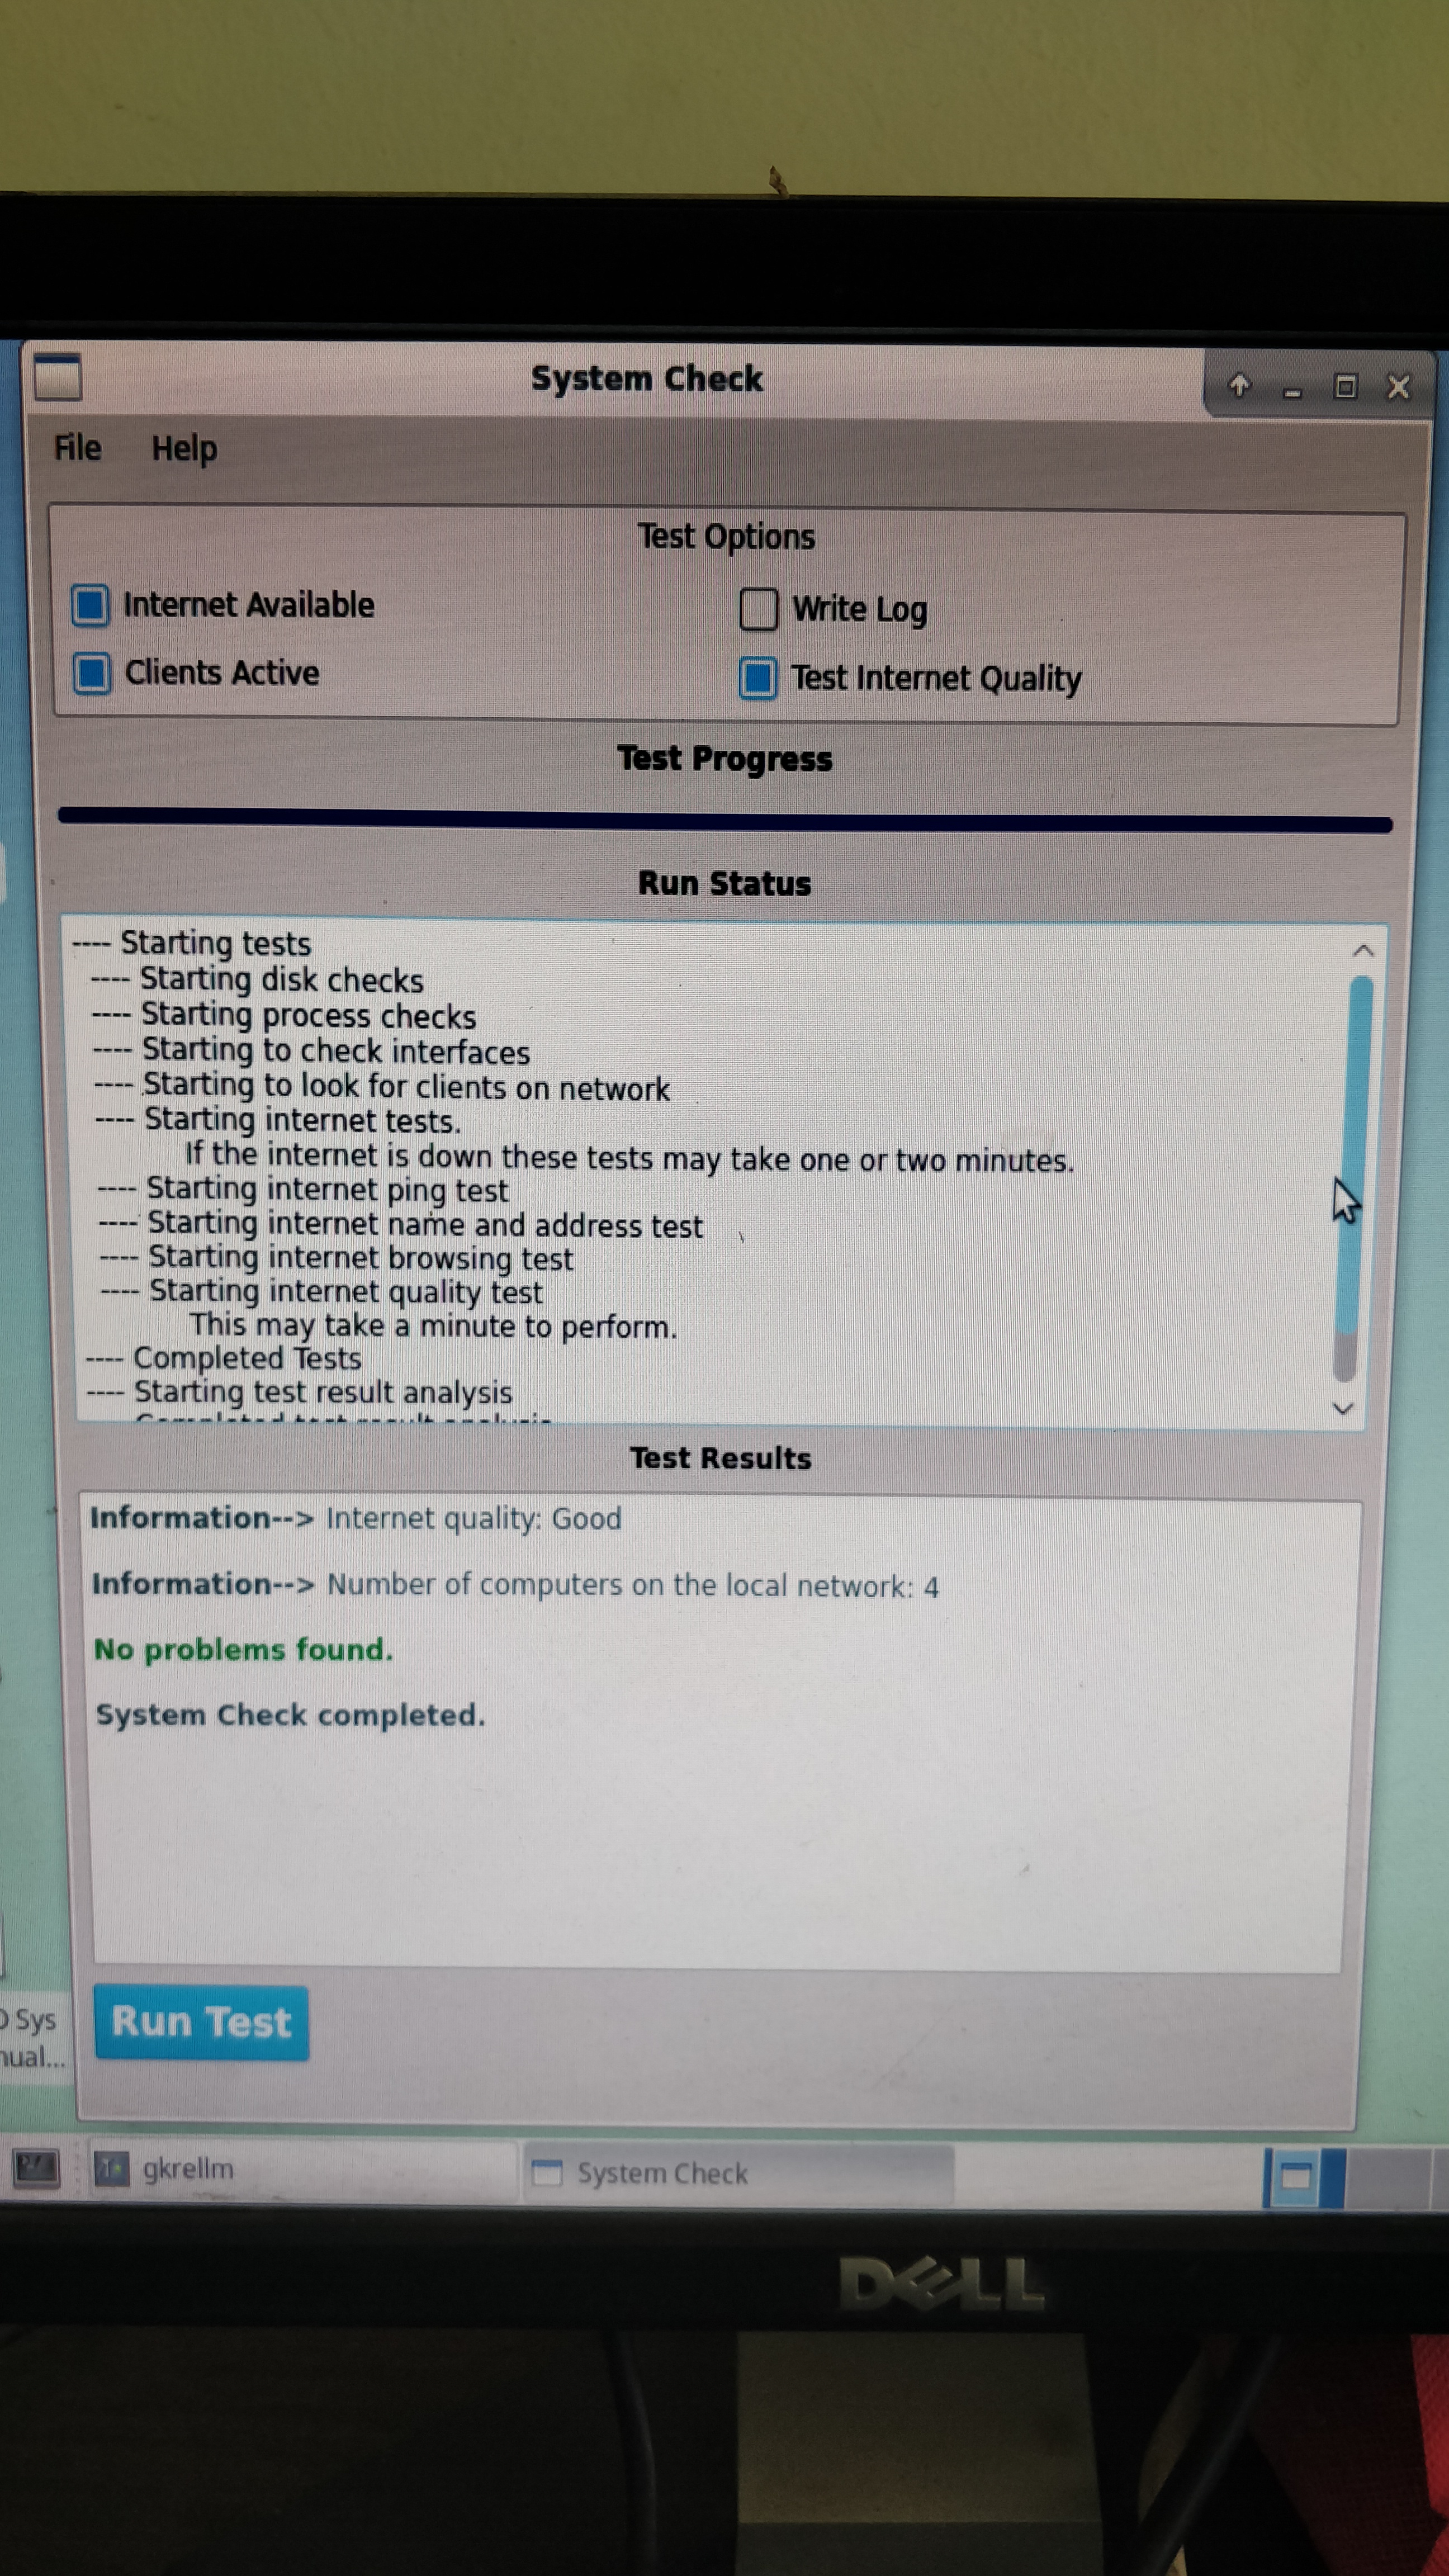 System Check
File Help
Test Options
Internet Available
Write Log
Clients Active
Test Internet Quality
Test Progress
Run Status
---- Starting tests
---- Starting disk checks
---- Starting process checks
---- Starting to check interfaces
---- Starting to look for clients on network
---- Starting internet tests.
If the internet is down these tests may take one or two minutes.
---- Starting internet ping test
---- Starting internet name and address test
---- Starting internet browsing test
---- Starting internet quality test
This may take a minute to perform.
---- Completed Tests
---- Starting test result analysis
Completed test result analysis
Test Results
Information--> Internet quality: Good
Information--> Number of computers on the local network: 4
No problems found.
System Check completed.
Run Test
Sys
gkrellm
System Check
DELL